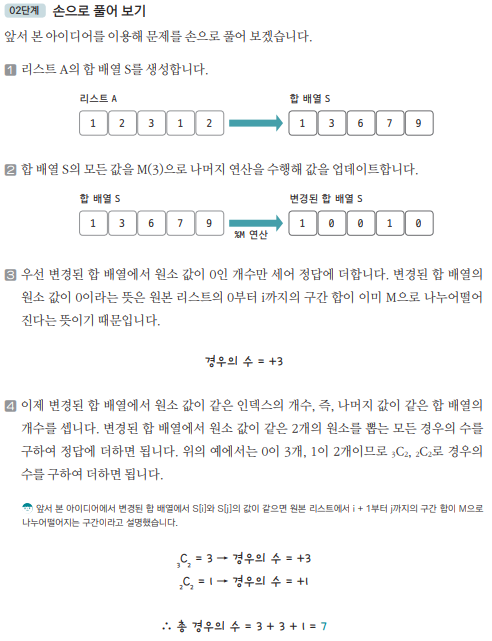 02단계 손으로 풀어 보기
앞서 본 아이디어를 이용해 문제를 손으로 풀어 보겠습니다.
1 리스트 A의 합 배열 S를 생성합니다.
리스트 A 합 배열 S
1 2 3 1 2 1 3 6 7 9
2 합 배열 S의 모든 값을 M(3)으로 나머지 연산을 수행해 값을 업데이트합니다.
합 배열 S 변경된 합 배열 S
1 3 6 7 9 1 0 0 1 0
%M 연산
3 우선 변경된 합 배열에서 원소 값이 0인 개수만 세어 정답에 더합니다. 변경된 합 배열의
원소 값이 0이라는 뜻은 원본 리스트의 0부터 i까지의 구간 합이 이미 M으로 나누어떨어
진다는 뜻이기 때문입니다.
경우의 수 = +3
4 이제 변경된 합 배열에서 원소 값이 같은 인덱스의 개수, 즉, 나머지 값이 같은 합 배열의
개수를 셉니다. 변경된 합 배열에서 원소 값이 같은 2개의 원소를 뽑는 모든 경우의 수를
구하여 정답에 더하면 됩니다. 위의 예에서는 0이 3개, 1이 2개이므로 ₃C₂, ₂C₂로 경우의
수를 구하여 더하면 됩니다.
앞서 본 아이디어에서 변경된 합 배열에서 S[i]와 S[j]의 값이 같으면 원본 리스트에서 i + 1부터 j까지의 구간 합이 M으로
나누어떨어지는 구간이라고 설명했습니다.
₃C₂ = 3 → 경우의 수 = +3
₂C₂ = 1 → 경우의 수 = +1
∴ 총 경우의 수 = 3 + 3 + 1 = 7